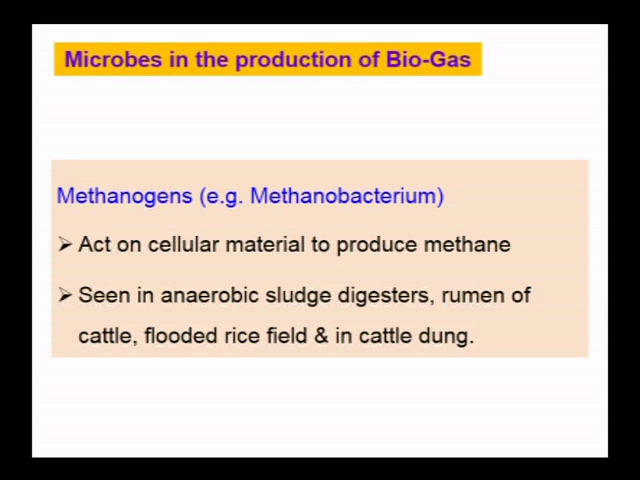 Microbes in the production of Bio-Gas
Methanogens (e.g. Methanobacterium)
➢ Act on cellular material to produce methane
➢ Seen in anaerobic sludge digesters, rumen of
cattle, flooded rice field & in cattle dung.